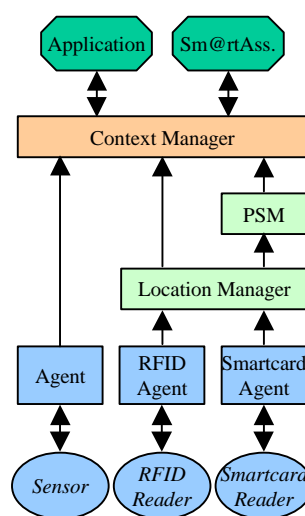 Application
Sm@rtAss.
Context Manager
PSM
Location Manager
Agent
RFID
Agent
Smartcard
Agent
Sensor
RFID
Reader
Smartcard
Reader